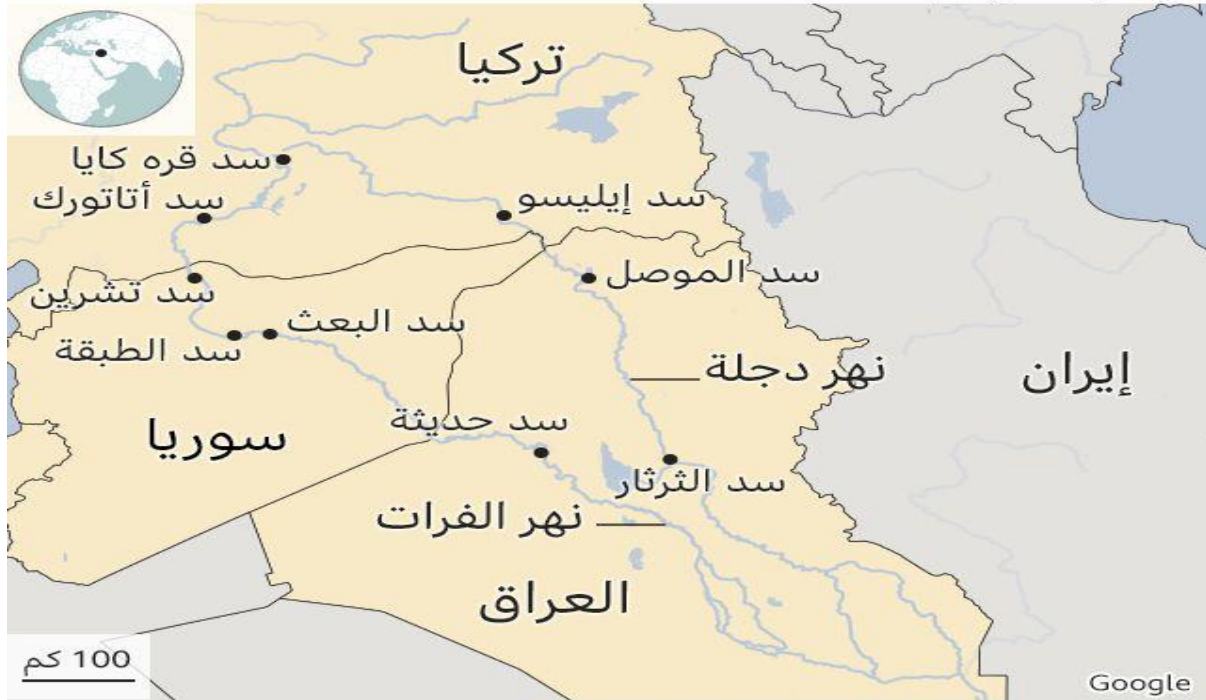 تركيا
سد قره كايا
سد أتاتورك
سد إيليسو
سد الموصل
سد تشرين
سد البعث
سد الطبقة
نهر دجلة
إيران
سوريا
سد حديثة
سد الثرثار
نهر الفرات
العراق
100 كم
Google